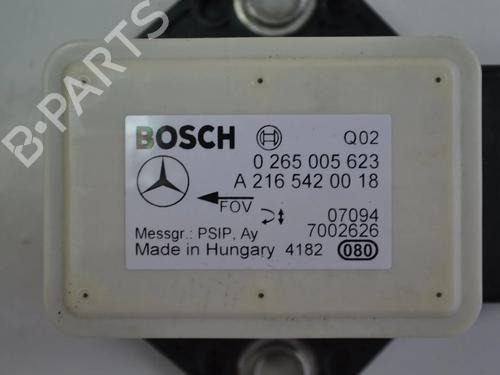 B-PARTS
BOSCH Q02
0 265 005 623
A 216 542 00 18
FOV 07094
Messgr.: PSIP, Ay 7002626
Made in Hungary 4182 080